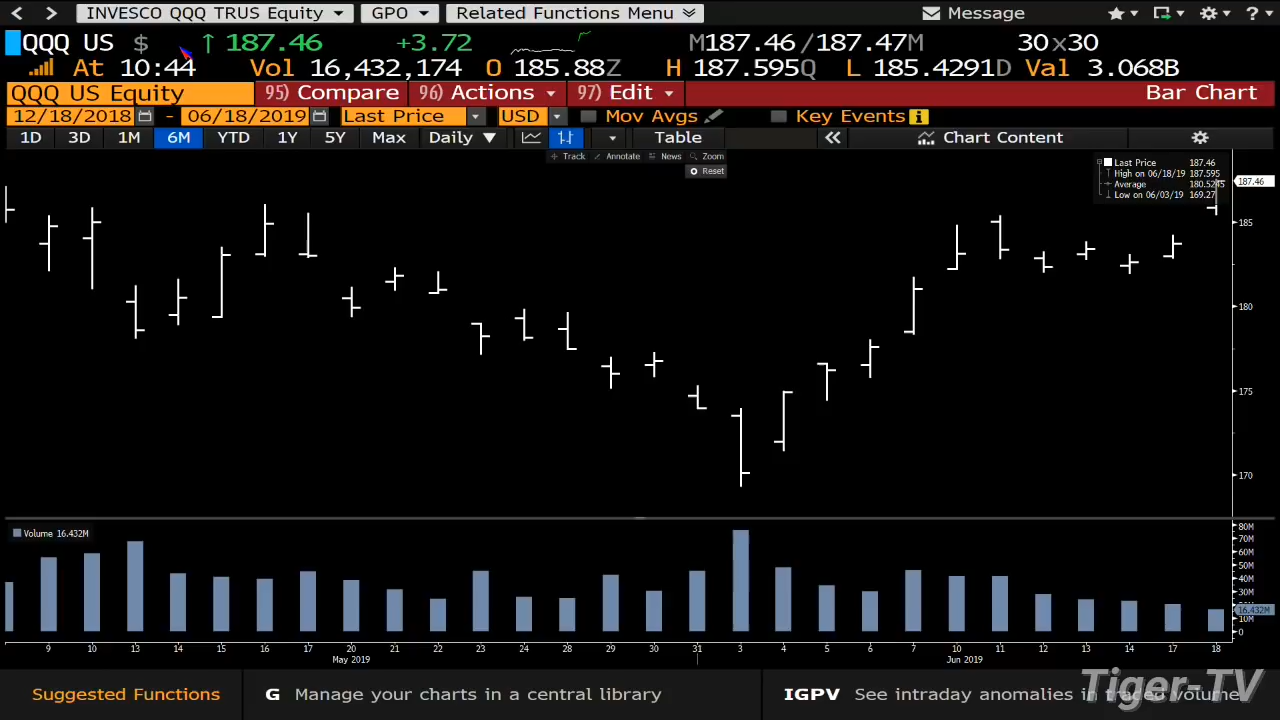 INVESCO QQQ TRUS Equity GPO Related Functions Menu Message ?
QQQ US $ ↑ 187.46 +3.72 M187.46 /187.47M 30x30
At 10:44 Vol 16,432,174 O 185.88Z H 187.595Q L 185.4291D Val 3.068B
QQQ US Equity 95) Compare 96) Actions 97) Edit Bar Chart
12/18/2018 - 06/18/2019 Last Price USD Mov Avgs Key Events i
1D 3D 1M 6M YTD 1Y 5Y Max Daily ▼ Table « Chart Content
Track Annotate News Zoom
Reset
Last Price 187.46
High on 06/18/19 187.595
Average 180.5245
Low on 06/03/19 169.27
187.46
185
180
175
170
Volume 16.432M
80M
70M
60M
50M
40M
30M
16.432M
10M
0
9 10 13 14 15 16 17 20 21 22 23 24 28 29 30 31 3 4 5 6 7 10 11 12 13 14 17 18
May 2019 Jun 2019
Suggested Functions G Manage your charts in a central library IGPV See intraday anomalies in traded volume
Tiger-TV